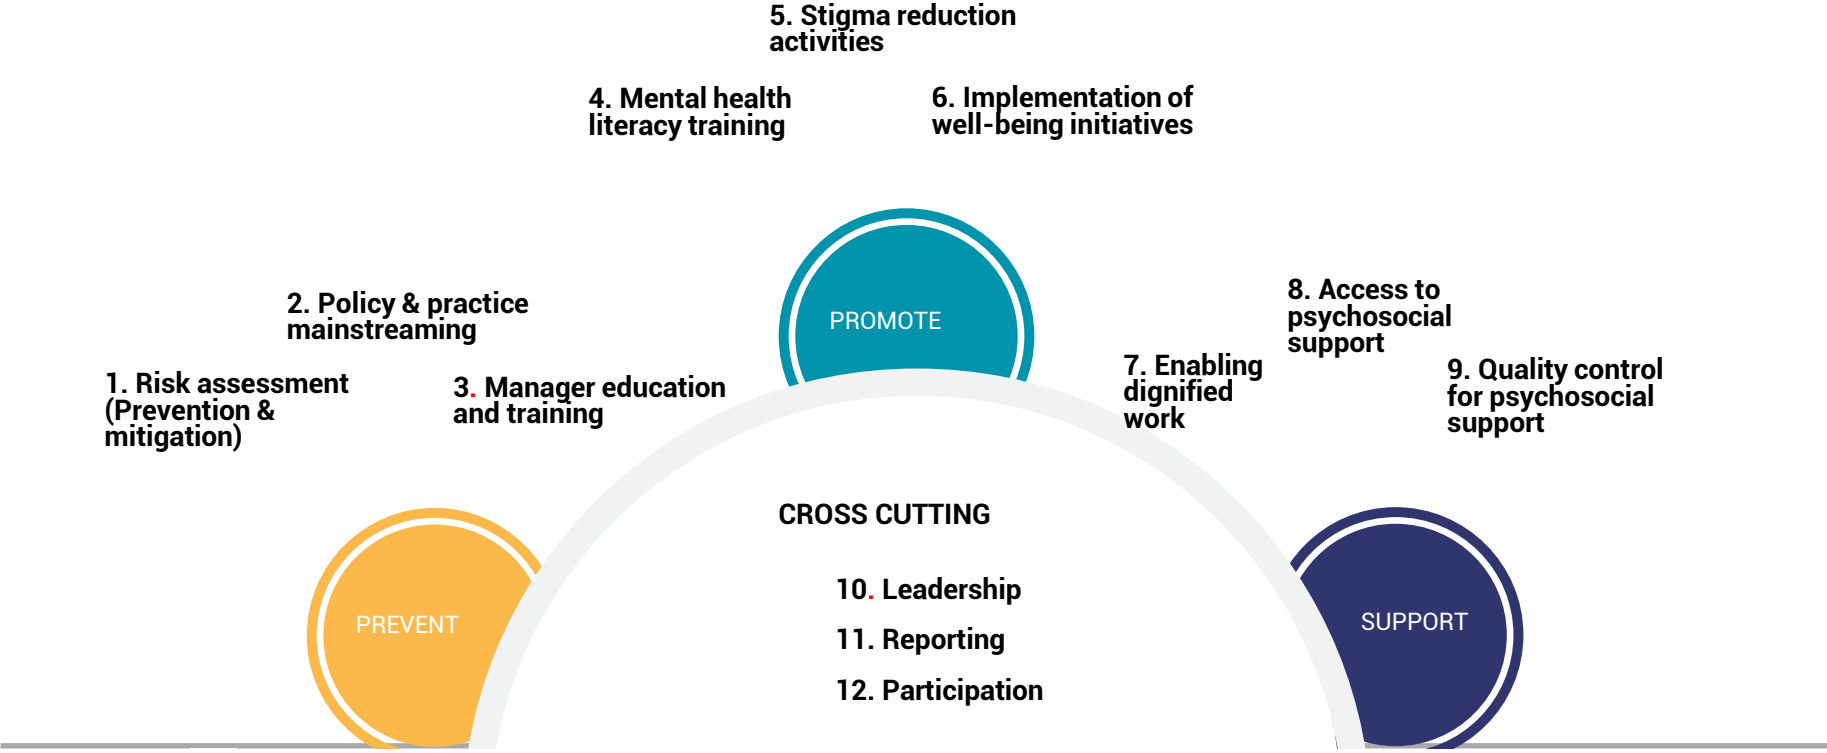 5. Stigma reduction
activities
4. Mental health
literacy training
6. Implementation of
well-being initiatives
PROMOTE
2. Policy & practice
mainstreaming
1. Risk assessment
(Prevention &
mitigation)
3. Manager education
and training
PREVENT
7. Enabling
dignified
work
8. Access to
psychosocial
support
9. Quality control
for psychosocial
support
SUPPORT
CROSS CUTTING
10. Leadership
11. Reporting
12. Participation